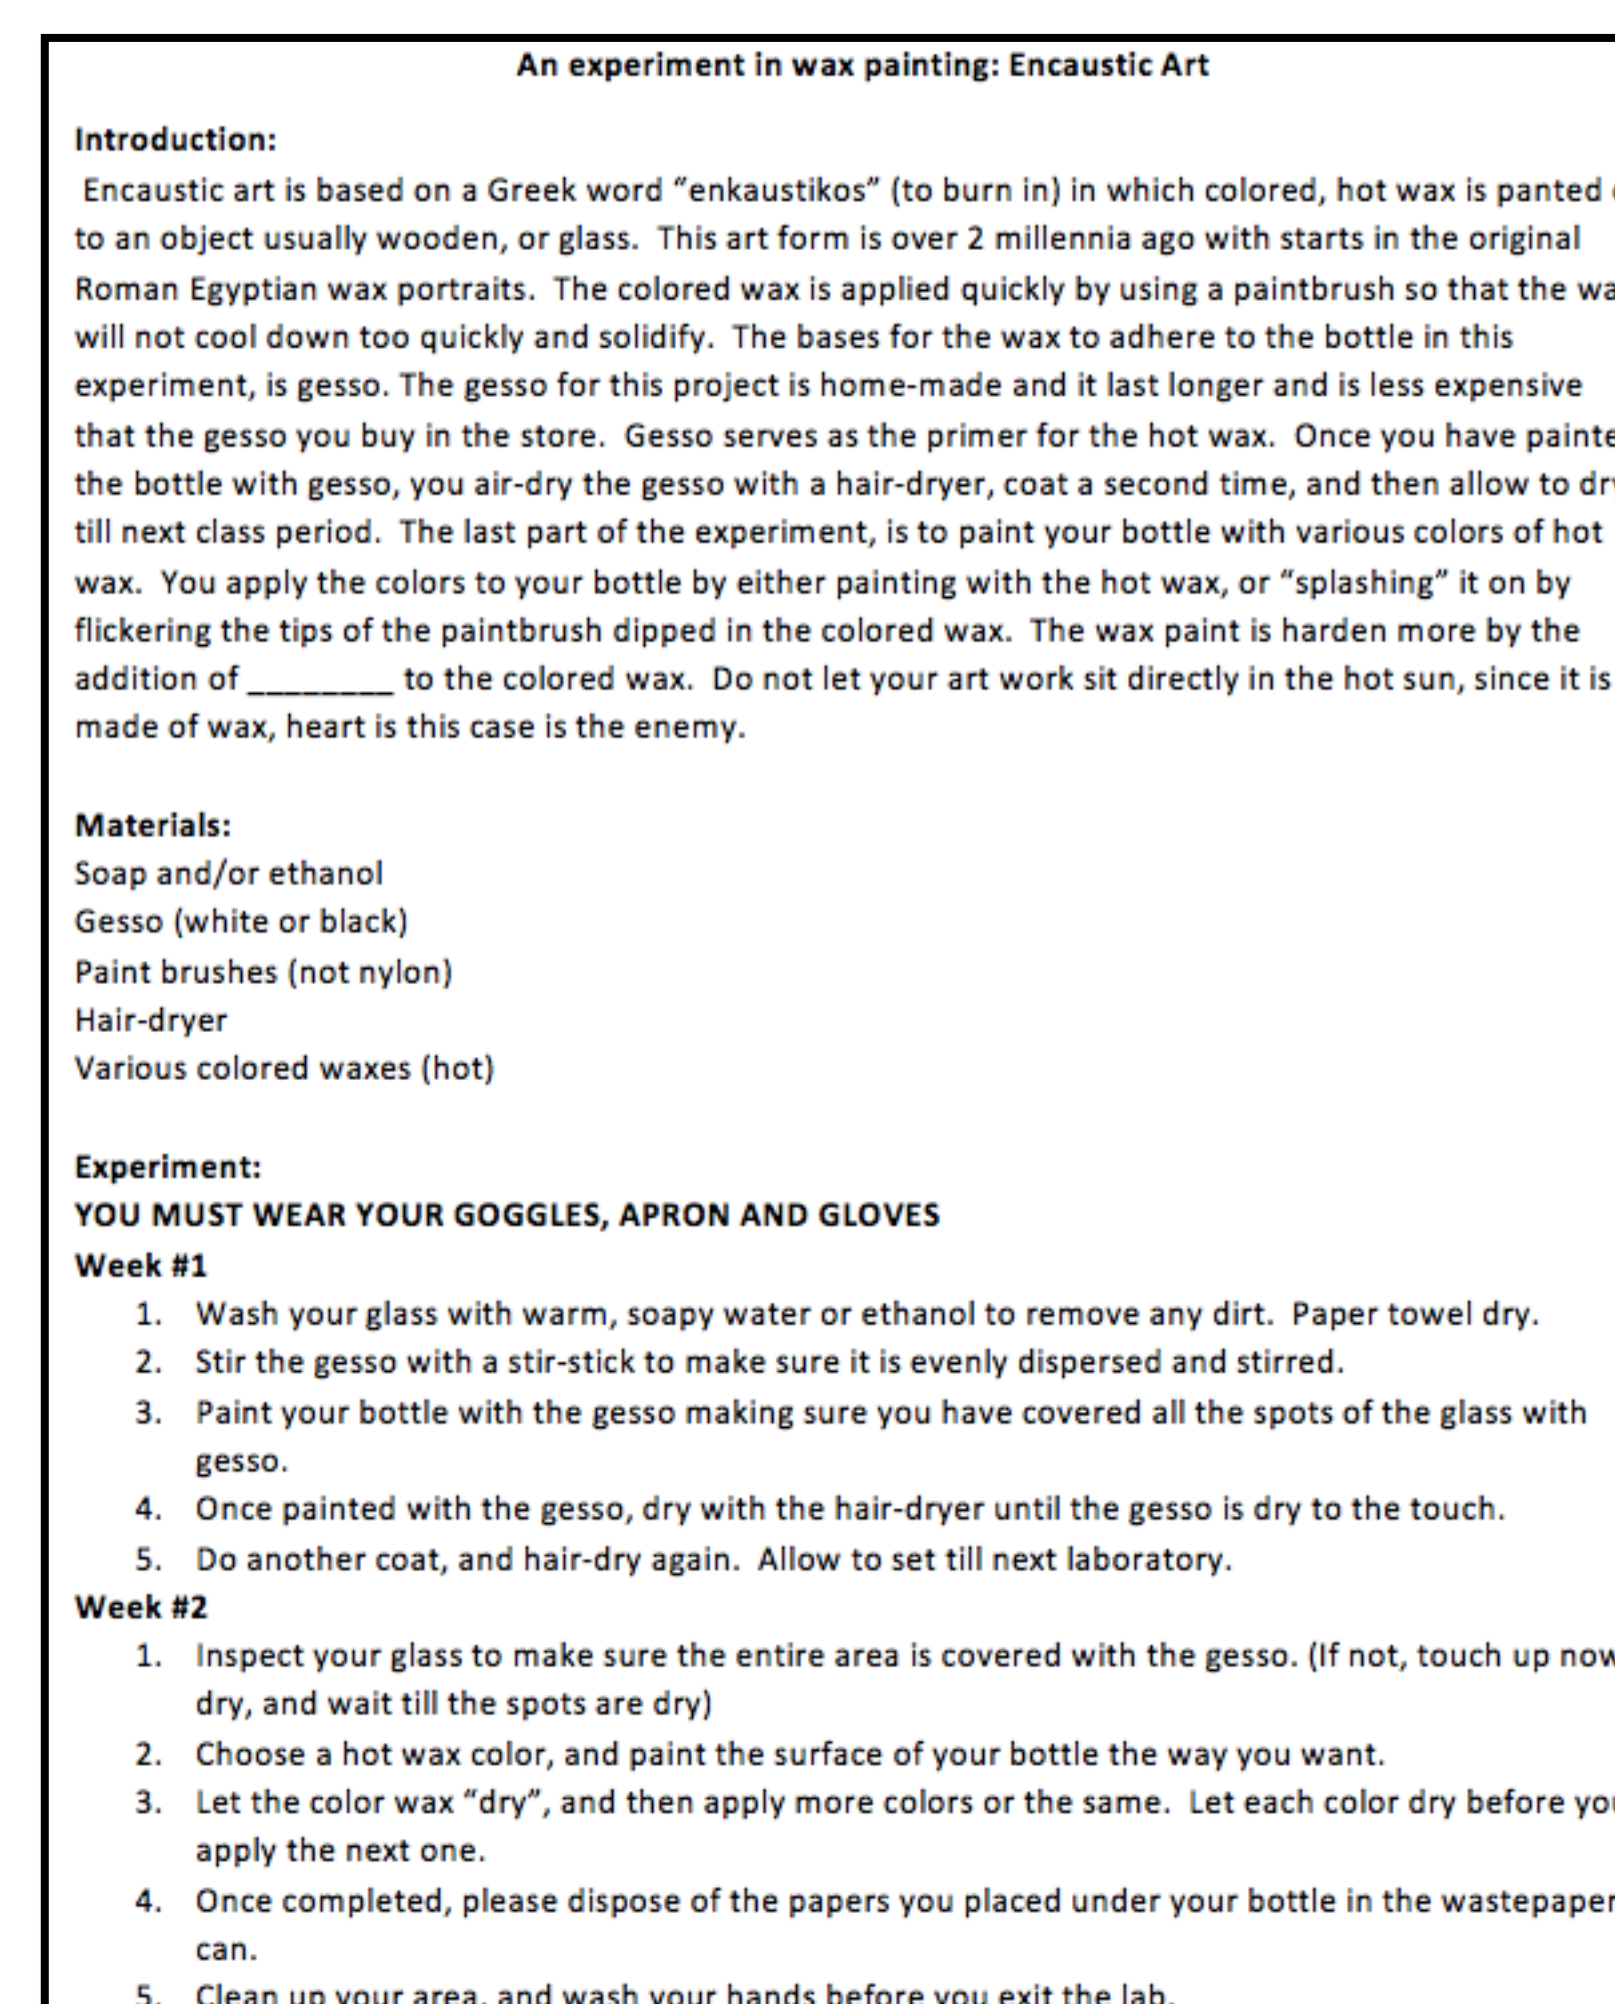 An experiment in wax painting: Encaustic Art
Introduction:
Encaustic art is based on a Greek word “enkaustikos” (to burn in) in which colored, hot wax is panted
to an object usually wooden, or glass.  This art form is over 2 millennia ago with starts in the original
Roman Egyptian wax portraits.  The colored wax is applied quickly by using a paintbrush so that the
will not cool down too quickly and solidify.  The bases for the wax to adhere to the bottle in this
experiment, is gesso. The gesso for this project is home-made and it last longer and is less expensive
that the gesso you buy in the store.  Gesso serves as the primer for the hot wax.  Once you have
the bottle with gesso, you air-dry the gesso with a hair-dryer, coat a second time, and then allow to
till next class period.  The last part of the experiment, is to paint your bottle with various colors of hot
wax.  You apply the colors to your bottle by either painting with the hot wax, or “splashing” it on by
flickering the tips of the paintbrush dipped in the colored wax.  The wax paint is harden more by the
addition of ________ to the colored wax.  Do not let your art work sit directly in the hot sun, since it is
made of wax, heart is this case is the enemy.
Materials:
Soap and/or ethanol
Gesso (white or black)
Paint brushes (not nylon)
Hair-dryer
Various colored waxes (hot)
Experiment:
YOU MUST WEAR YOUR GOGGLES, APRON AND GLOVES
Week #1
1. Wash your glass with warm, soapy water or ethanol to remove any dirt.  Paper towel dry.
2. Stir the gesso with a stir-stick to make sure it is evenly dispersed and stirred.
3. Paint your bottle with the gesso making sure you have covered all the spots of the glass with
gesso.
4. Once painted with the gesso, dry with the hair-dryer until the gesso is dry to the touch.
5. Do another coat, and hair-dry again.  Allow to set till next laboratory.
Week #2
1. Inspect your glass to make sure the entire area is covered with the gesso. (If not, touch up now
dry, and wait till the spots are dry)
2. Choose a hot wax color, and paint the surface of your bottle the way you want.
3. Let the color wax “dry”, and then apply more colors or the same.  Let each color dry before you
apply the next one.
4. Once completed, please dispose of the papers you placed under your bottle in the wastepaper
can.
5. Clean up your area, and wash your hands before you exit the lab.